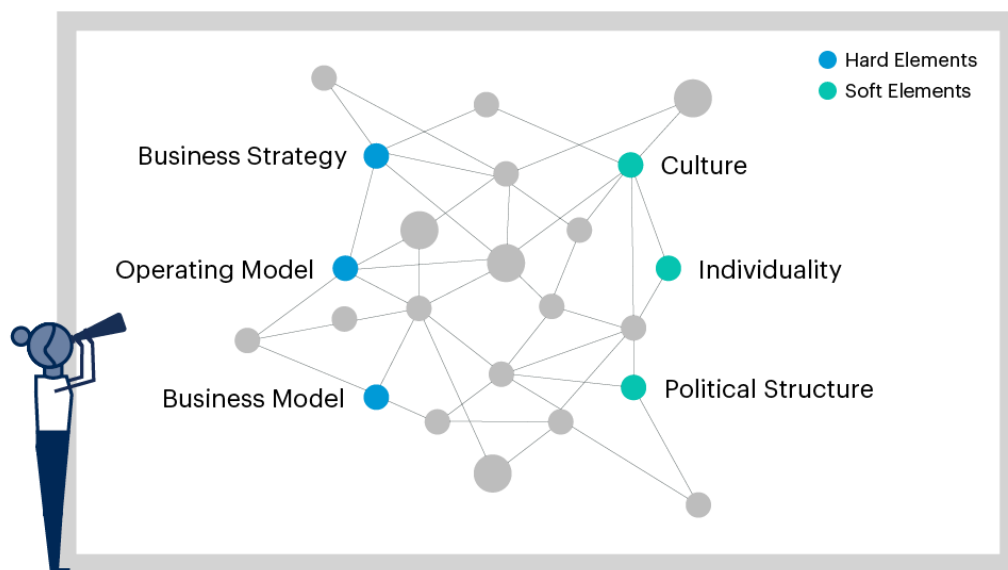 Hard Elements
Soft Elements
Business Strategy
Culture
Operating Model
Individuality
Business Model
Political Structure